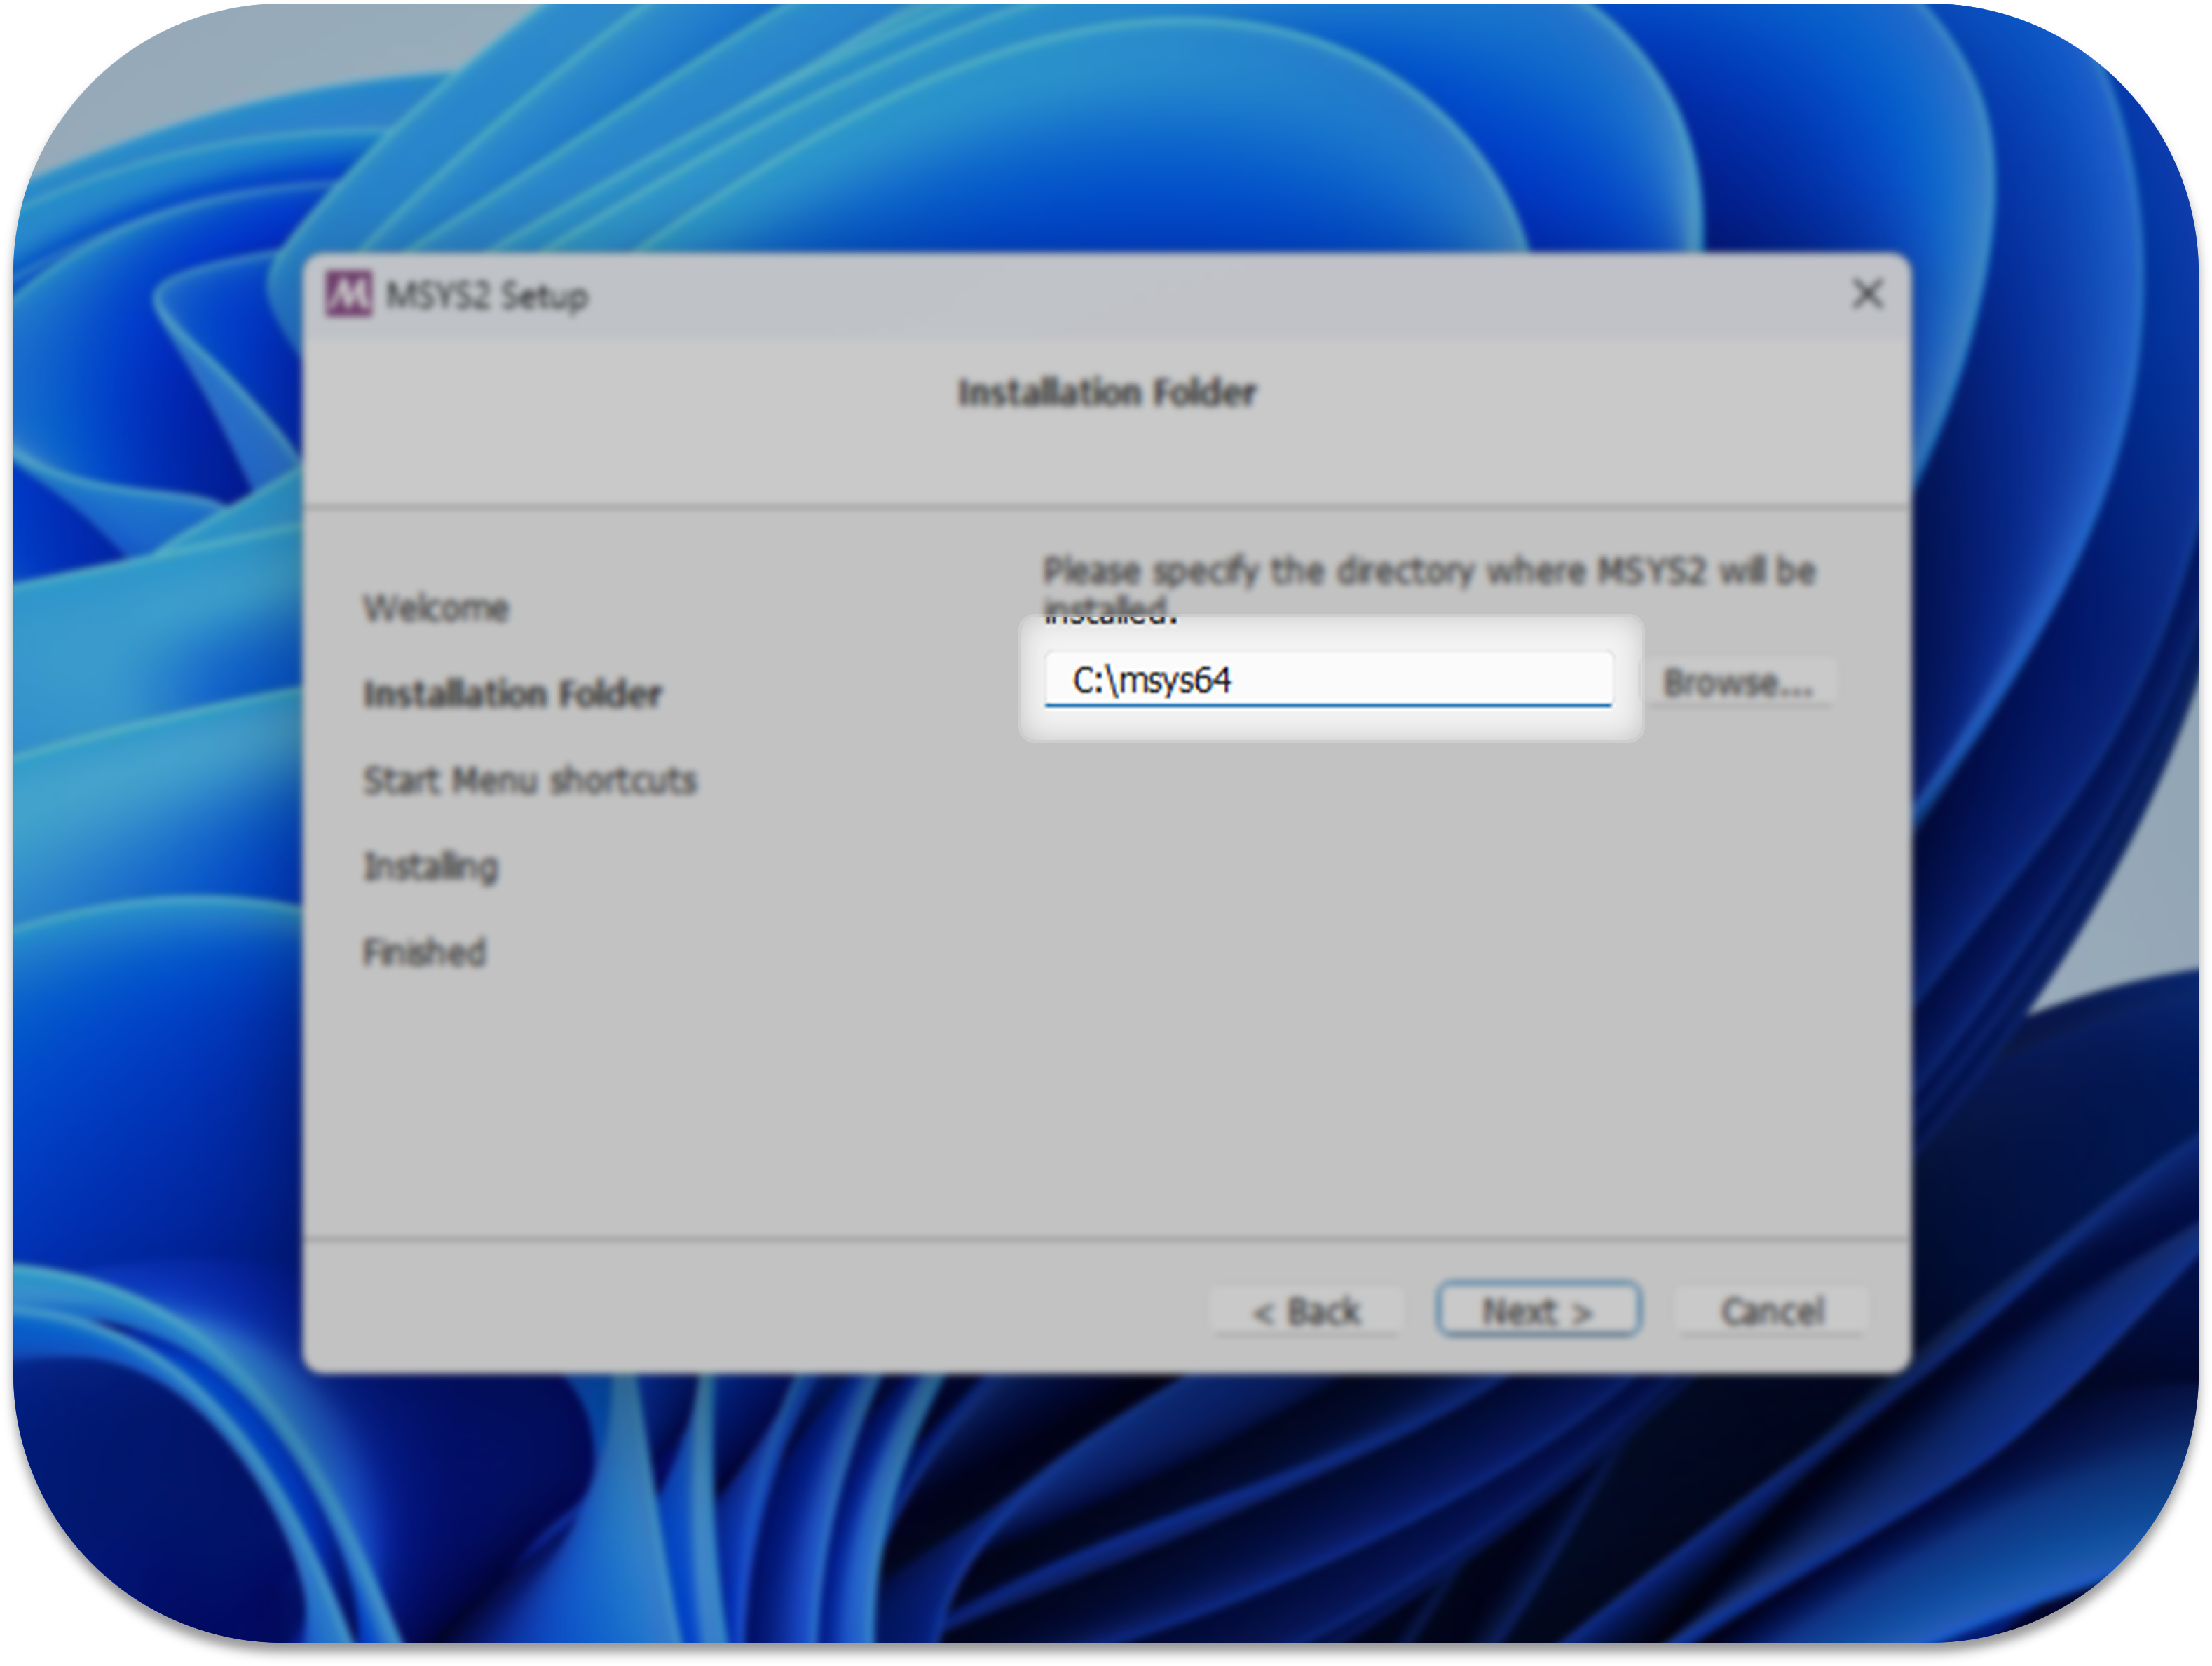 MSYS2 Setup
Installation Folder
Welcome
Installation Folder
Start Menu shortcuts
Installing
Finished
Please specify the directory where MSYS2 will be
installed.
C:\msys64
Browse...
< Back
Next >
Cancel